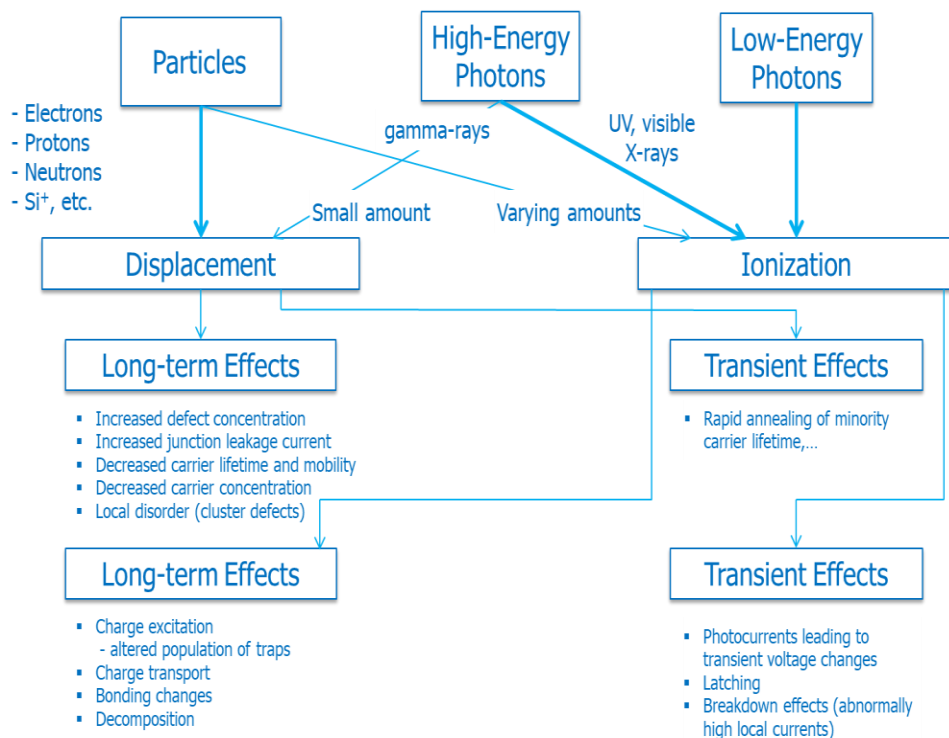 Particles
High-Energy
Photons
Low-Energy
Photons
- Electrons
- Protons
- Neutrons
- Si⁺, etc.
gamma-rays
UV, visible
X-rays
Small amount
Varying amounts
Displacement
Ionization
Long-term Effects
▪ Increased defect concentration
▪ Increased junction leakage current
▪ Decreased carrier lifetime and mobility
▪ Decreased carrier concentration
▪ Local disorder (cluster defects)
Transient Effects
▪ Rapid annealing of minority
carrier lifetime,...
Long-term Effects
▪ Charge excitation
- altered population of traps
▪ Charge transport
▪ Bonding changes
▪ Decomposition
Transient Effects
▪ Photocurrents leading to
transient voltage changes
▪ Latching
▪ Breakdown effects (abnormally
high local currents)